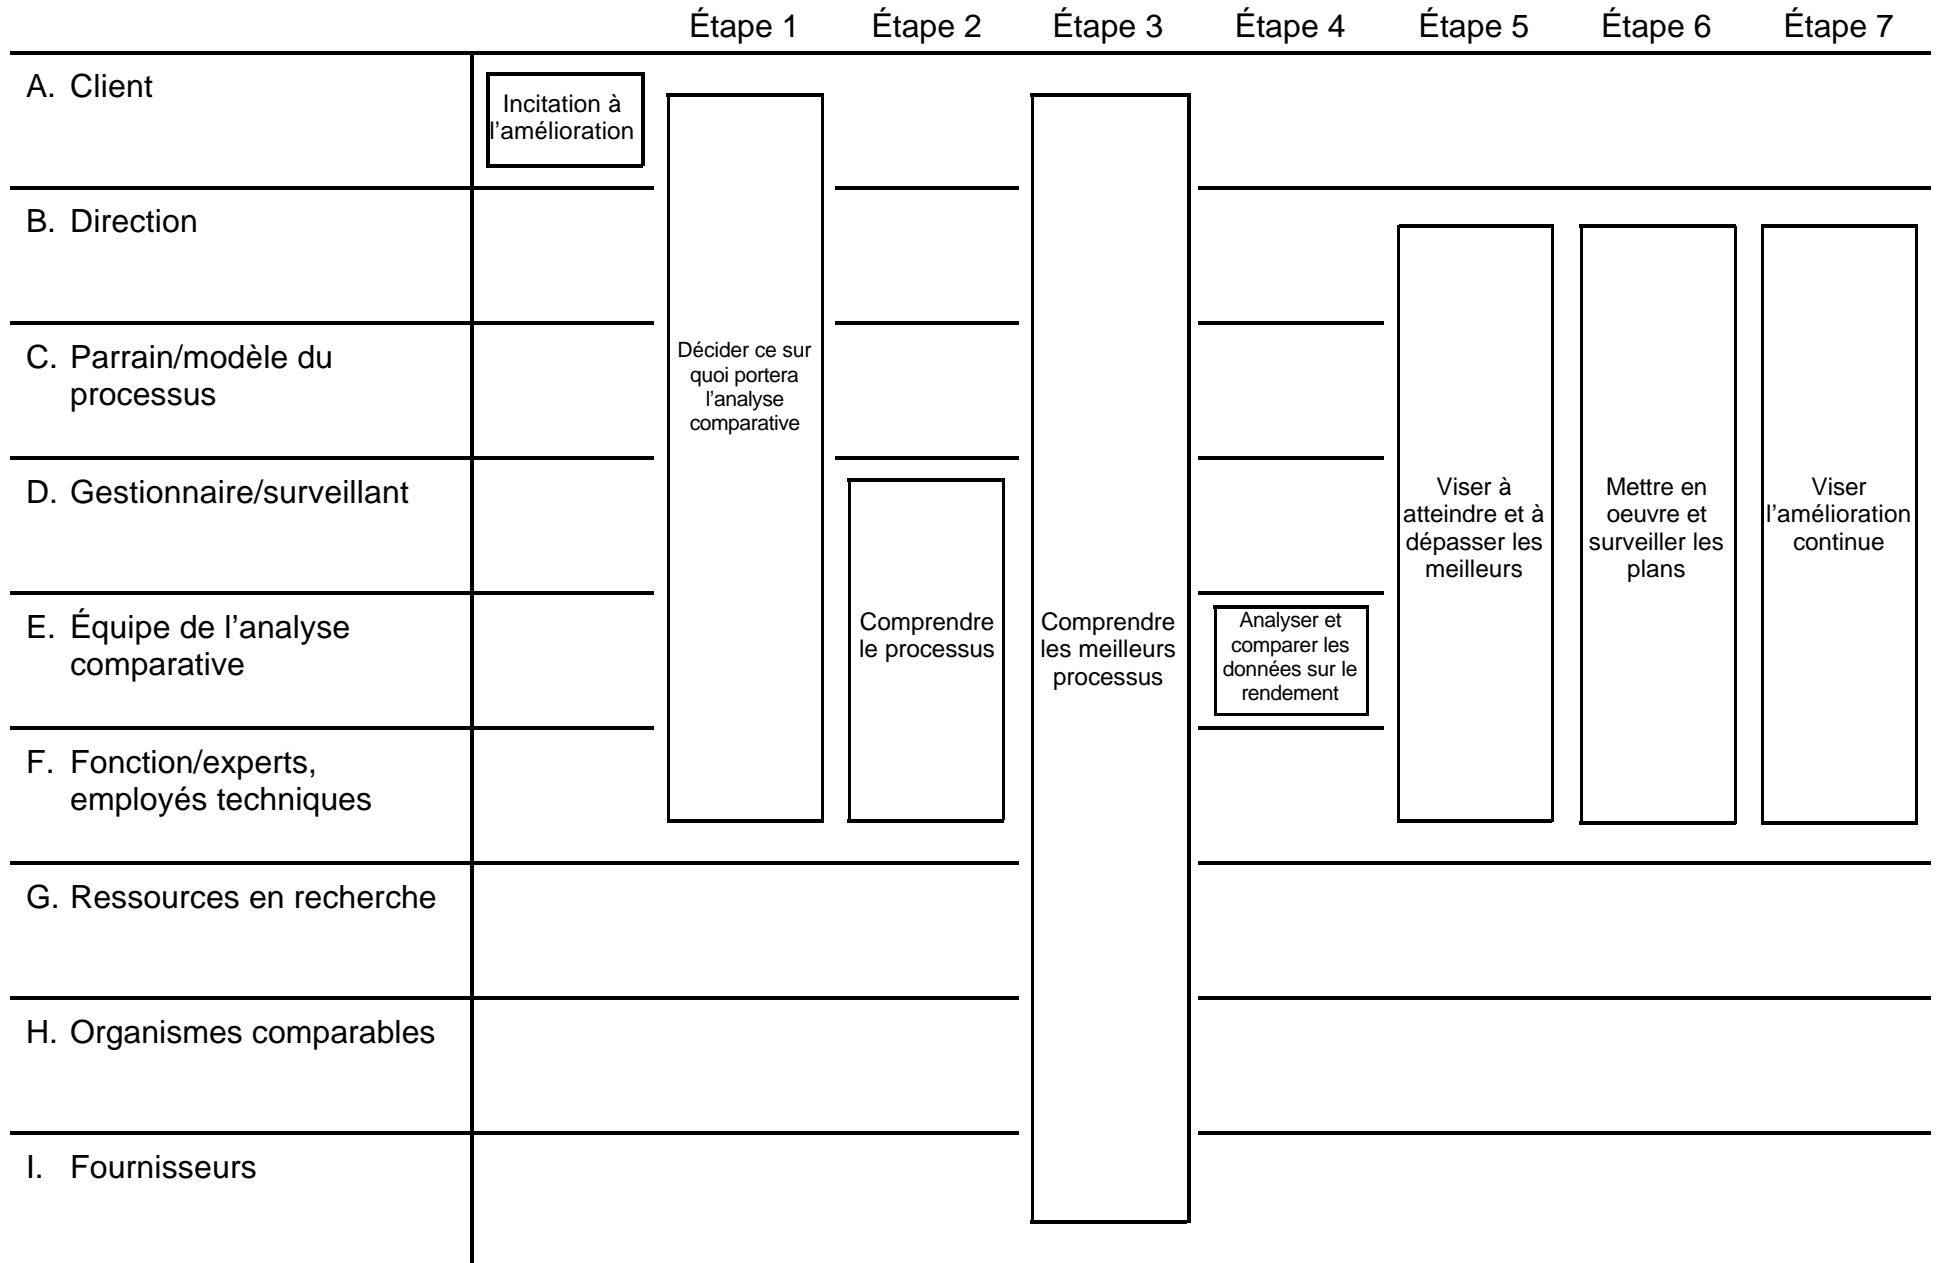 Étape 1 Étape 2 Étape 3 Étape 4 Étape 5 Étape 6 Étape 7
A. Client
Incitation à
l’amélioration
B. Direction
C. Parrain/modèle du
processus
Décider ce sur
quoi portera
l’analyse
comparative
D. Gestionnaire/surveillant
Viser à
atteindre et à
dépasser les
meilleurs
Mettre en
oeuvre et
surveiller les
plans
Viser
l’amélioration
continue
E. Équipe de l’analyse
comparative
Comprendre
le processus
Comprendre
les meilleurs
processus
Analyser et
comparer les
données sur le
rendement
F. Fonction/experts,
employés techniques
G. Ressources en recherche
H. Organismes comparables
I. Fournisseurs